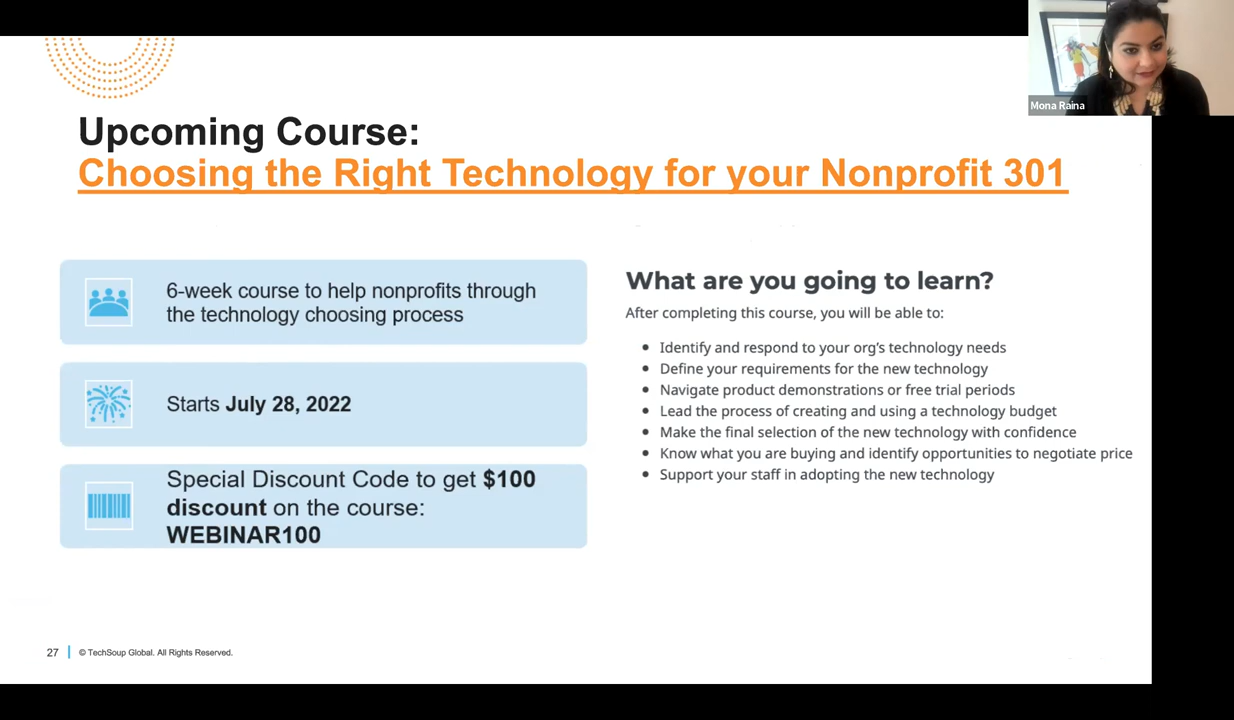 Mona Raina
Upcoming Course:
Choosing the Right Technology for your Nonprofit 301
6-week course to help nonprofits through
the technology choosing process
Starts July 28, 2022
Special Discount Code to get $100
discount on the course:
WEBINAR100
What are you going to learn?
After completing this course, you will be able to:
• Identify and respond to your org’s technology needs
• Define your requirements for the new technology
• Navigate product demonstrations or free trial periods
• Lead the process of creating and using a technology budget
• Make the final selection of the new technology with confidence
• Know what you are buying and identify opportunities to negotiate price
• Support your staff in adopting the new technology
27
© TechSoup Global. All Rights Reserved.